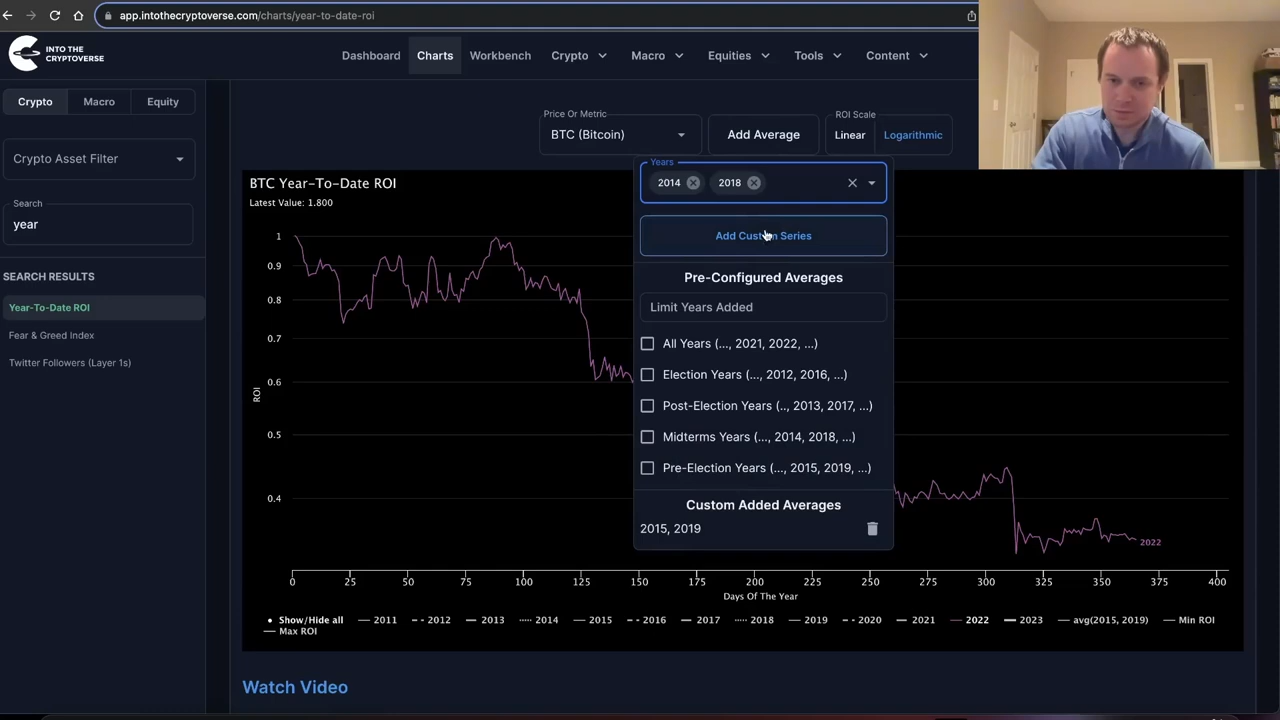 app.intothecryptoverse.com/charts/year-to-date-roi
INTO THE
CRYPTOVERSE
Dashboard
Charts
Workbench
Crypto
Macro
Equities
Tools
Content
Crypto
Macro
Equity
Crypto Asset Filter
Search
year
SEARCH RESULTS
Year-To-Date ROI
Fear & Greed Index
Twitter Followers (Layer 1s)
Price Or Metric
BTC (Bitcoin)
Add Average
ROI Scale
Linear
Logarithmic
Years
2014
2018
Add Custom Series
Pre-Configured Averages
Limit Years Added
All Years (..., 2021, 2022, ...)
Election Years (..., 2012, 2016, ...)
Post-Election Years (.., 2013, 2017, ...)
Midterms Years (..., 2014, 2018, ...)
Pre-Election Years (..., 2015, 2019, ...)
Custom Added Averages
2015, 2019
BTC Year-To-Date ROI
Latest Value: 1.800
1
0.9
0.8
0.7
0.6
0.5
0.4
ROI
2022
0 25 50 75 100 125 150 175 200 225 250 275 300 325 350 375 400
Days Of The Year
Show/Hide all 2011 2012 2013 2014 2015 2016 2017 2018 2019 2020 2021 2022 2023 avg(2015, 2019) Min ROI
Max ROI
Watch Video